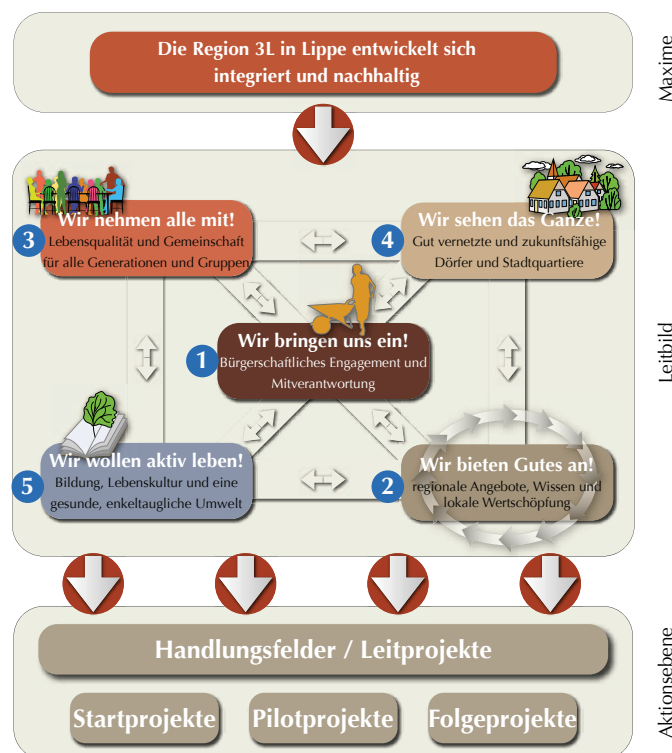 Die Region 3L in Lippe entwickelt sich
integriert und nachhaltig
Maxime
Wir nehmen alle mit!
3
Lebensqualität und Gemeinschaft
für alle Generationen und Gruppen
Wir sehen das Ganze!
4
Gut vernetzte und zukunftsfähige
Dörfer und Stadtquartiere
Wir bringen uns ein!
1
Bürgerschaftliches Engagement und
Mitverantwortung
Leitbild
Wir wollen aktiv leben!
5
Bildung, Lebenskultur und eine
gesunde, enkeltaugliche Umwelt
Wir bieten Gutes an!
2
regionale Angebote, Wissen und
lokale Wertschöpfung
Handlungsfelder / Leitprojekte
Startprojekte
Pilotprojekte
Folgeprojekte
Aktionsebene